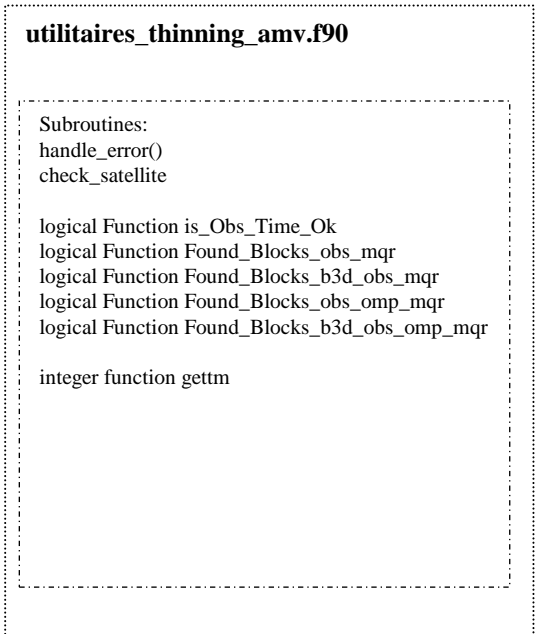 utilitaires_thinning_amv.f90
Subroutines:
handle_error()
check_satellite
logical Function is_Obs_Time_Ok
logical Function Found_Blocks_obs_mqr
logical Function Found_Blocks_b3d_obs_mqr
logical Function Found_Blocks_obs_omp_mqr
logical Function Found_Blocks_b3d_obs_omp_mqr
integer function gettm